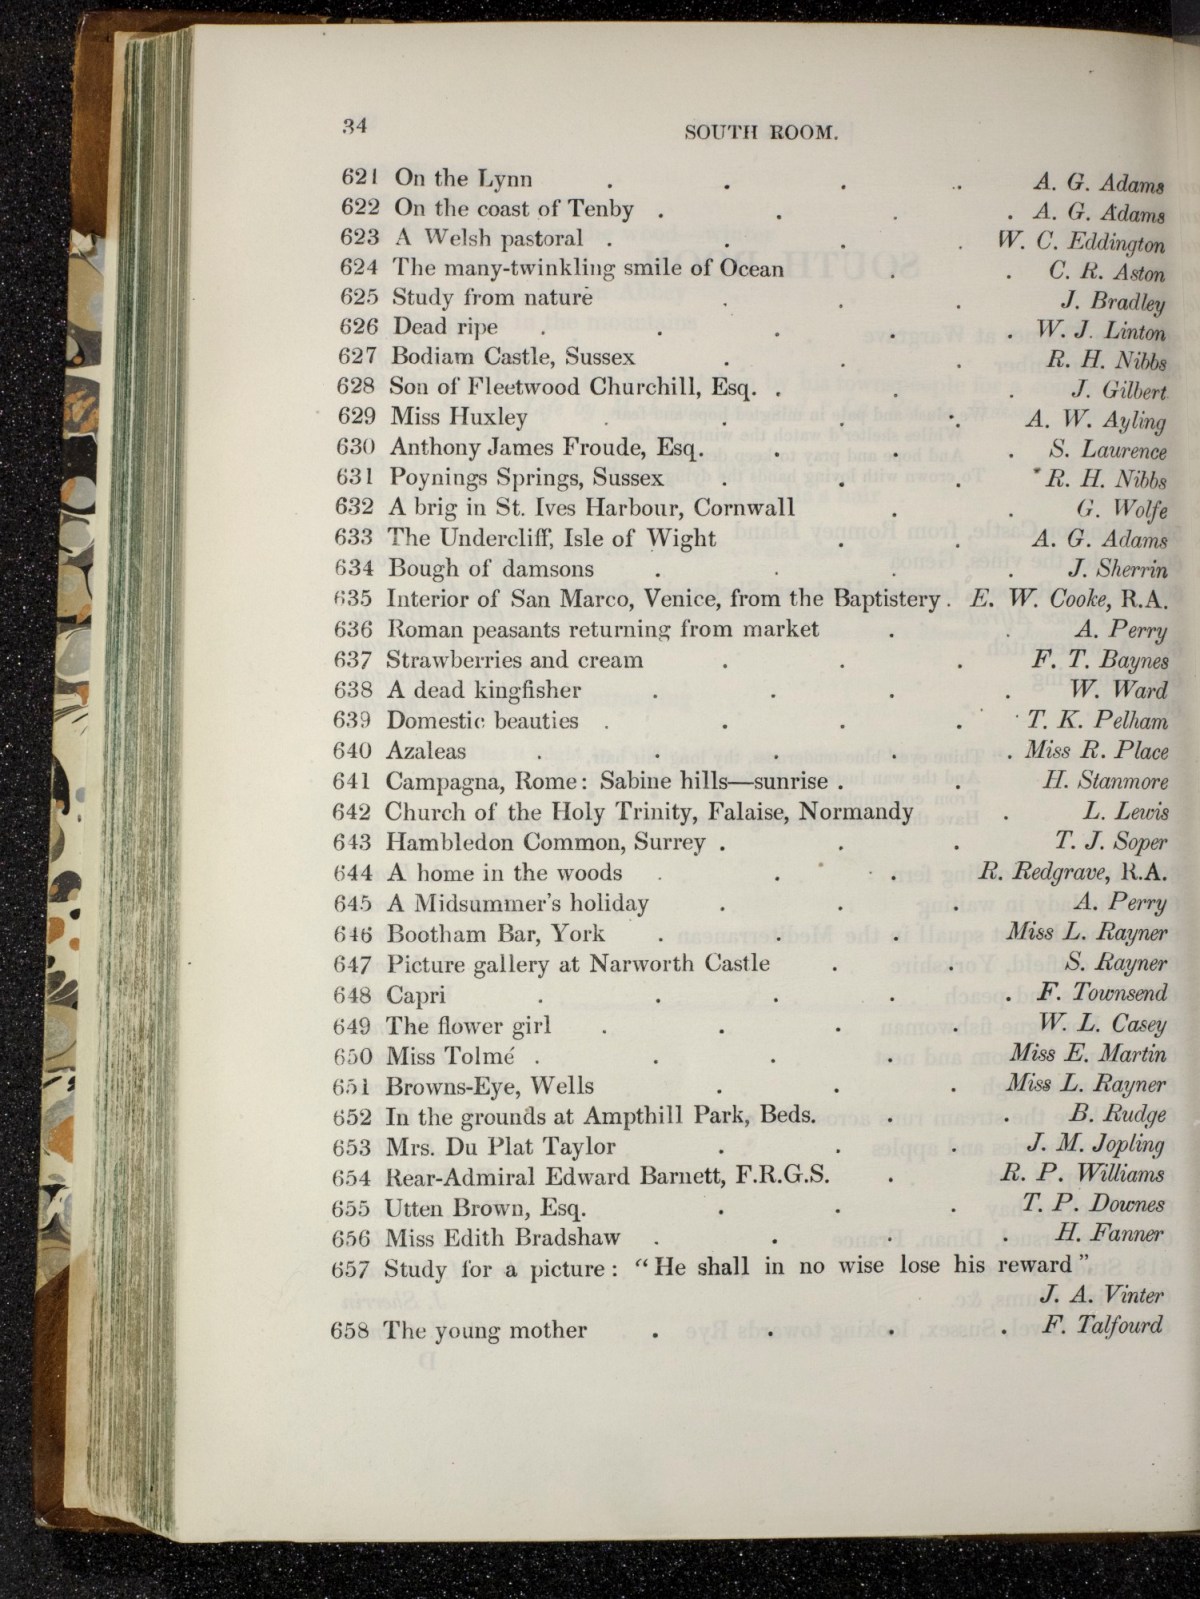 34
SOUTH ROOM.
621 On the Lynn . . . . A. G. Adams
622 On the coast of Tenby . . . . A. G. Adams
623 A Welsh pastoral . . . . W. C. Eddington
624 The many-twinkling smile of Ocean . . C. R. Aston
625 Study from nature . . . J. Bradley
626 Dead ripe . . . . . W. J. Linton
627 Bodiam Castle, Sussex . . . R. H. Nibbs
628 Son of Fleetwood Churchill, Esq. . . . J. Gilbert
629 Miss Huxley . . . . A. W. Ayling
630 Anthony James Froude, Esq. . . . S. Laurence
631 Poynings Springs, Sussex . . . R. H. Nibbs
632 A brig in St. Ives Harbour, Cornwall . . G. Wolfe
633 The Undercliff, Isle of Wight . . A. G. Adams
634 Bough of damsons . . . . J. Sherrin
635 Interior of San Marco, Venice, from the Baptistery . E. W. Cooke, R.A.
636 Roman peasants returning from market . . A. Perry
637 Strawberries and cream . . . F. T. Baynes
638 A dead kingfisher . . . . W. Ward
639 Domestic beauties . . . . T. K. Pelham
640 Azaleas . . . . . Miss R. Place
641 Campagna, Rome: Sabine hills—sunrise . . H. Stanmore
642 Church of the Holy Trinity, Falaise, Normandy . L. Lewis
643 Hambledon Common, Surrey . . . T. J. Soper
644 A home in the woods . . . R. Redgrave, R.A.
645 A Midsummer's holiday . . . A. Perry
646 Bootham Bar, York . . . Miss L. Rayner
647 Picture gallery at Narworth Castle . . S. Rayner
648 Capri . . . . . F. Townsend
649 The flower girl . . . . W. L. Casey
650 Miss Tolmé . . . . Miss E. Martin
651 Browns-Eye, Wells . . . Miss L. Rayner
652 In the grounds at Ampthill Park, Beds. . . B. Rudge
653 Mrs. Du Plat Taylor . . . J. M. Jopling
654 Rear-Admiral Edward Barnett, F.R.G.S. . R. P. Williams
655 Utten Brown, Esq. . . . T. P. Downes
656 Miss Edith Bradshaw . . . . H. Fanner
657 Study for a picture: "He shall in no wise lose his reward".
J. A. Vinter
658 The young mother . . . . F. Talfourd